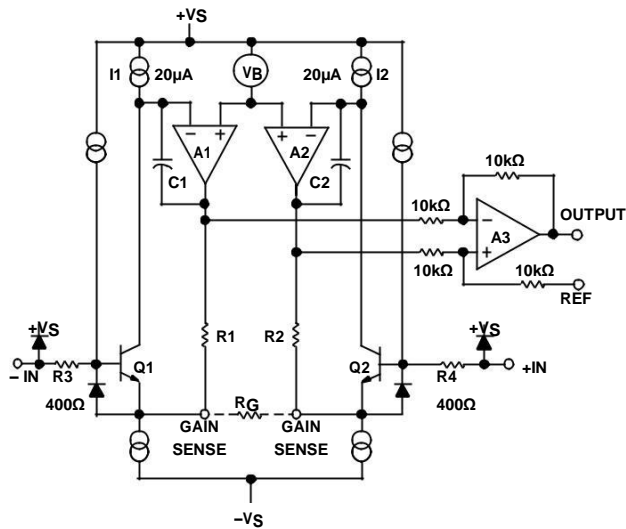 +VS
I1
20µA
VB
20µA
I2
A1
A2
C1
C2
10kΩ
10kΩ
A3
OUTPUT
10kΩ
10kΩ
REF
R1
R2
+VS
+VS
− IN
R3
Q1
Q2
R4
+IN
400Ω
RG
400Ω
GAIN
SENSE
GAIN
SENSE
−VS